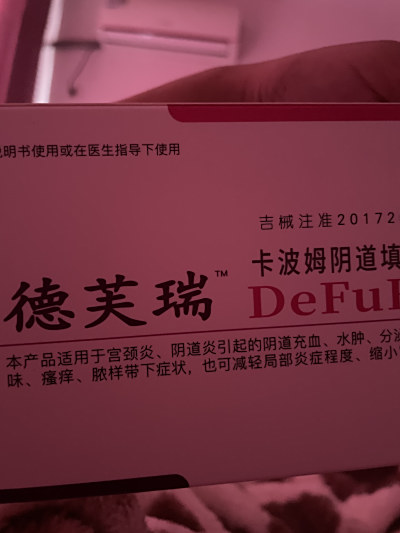 说明书使用或在医生指导下使用
吉械注准20172
卡波姆阴道填
德芙瑞™
DeFuR
本产品适用于宫颈炎、阴道炎引起的阴道充血、水肿、分泌
味、瘙痒、脓样带下症状，也可减轻局部炎症程度、缩小